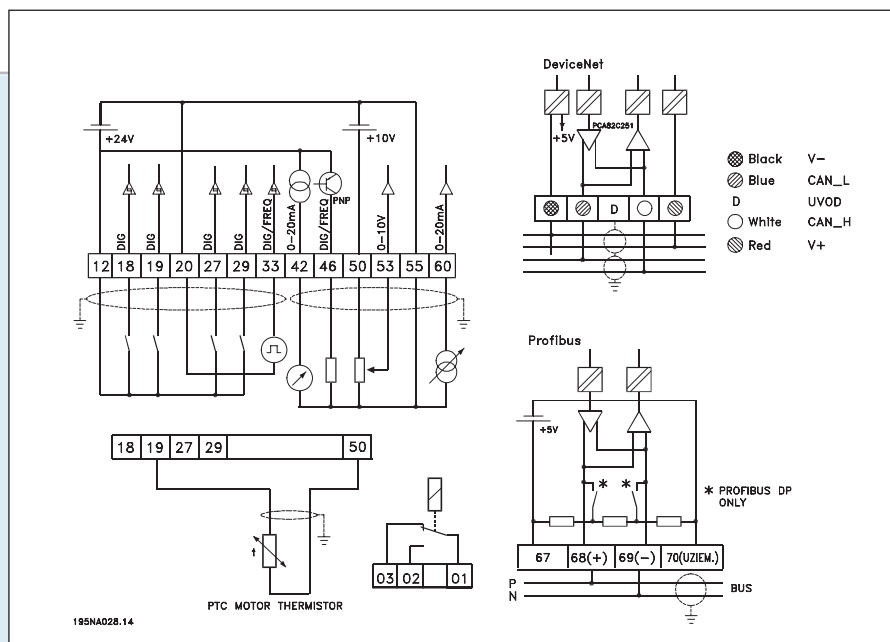 DeviceNet
+5V
PCA82C251
Black V-
Blue CAN_L
D UVOD
White CAN_H
Red V+
D
+24V
+10V
PNP
DIG
DIG
DIG
DIG
DIG/FREQ
0-20mA
DIG/FREQ
0-10V
0-20mA
12 18 19 20 27 29 33 42 46 50 53 55 60
Profibus
+5V
* *
* PROFIBUS DP
ONLY
67 68(+) 69(-) 70(UZIEM.)
P
N
BUS
18 19 27 29 50
t
PTC MOTOR THERMISTOR
03 02 01
195NA028.14